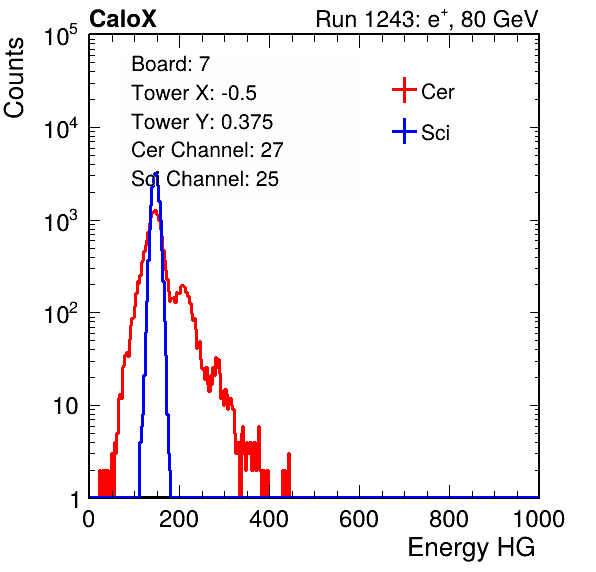 CaloX Run 1243: e+, 80 GeV
Counts
10^5
10^4
10^3
10^2
10
1
Board: 7
Tower X: -0.5
Tower Y: 0.375
Cer Channel: 27
Sci Channel: 25
Cer
Sci
0 200 400 600 800 1000
Energy HG